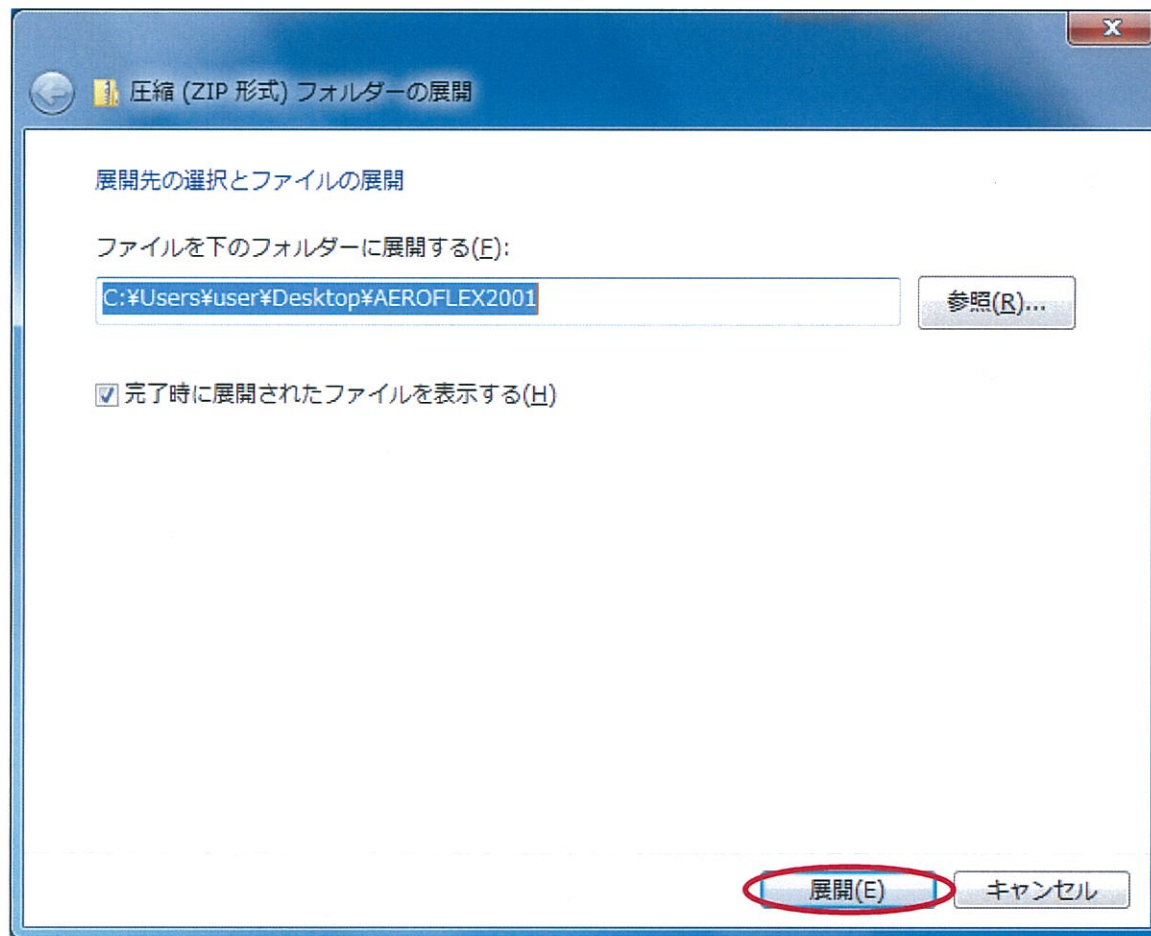 圧縮 (ZIP 形式) フォルダーの展開
展開先の選択とファイルの展開
ファイルを下のフォルダーに展開する(F):
C:¥Users¥user¥Desktop¥AEROFLEX2001
参照(R)...
完了時に展開されたファイルを表示する(H)
展開(E)
キャンセル